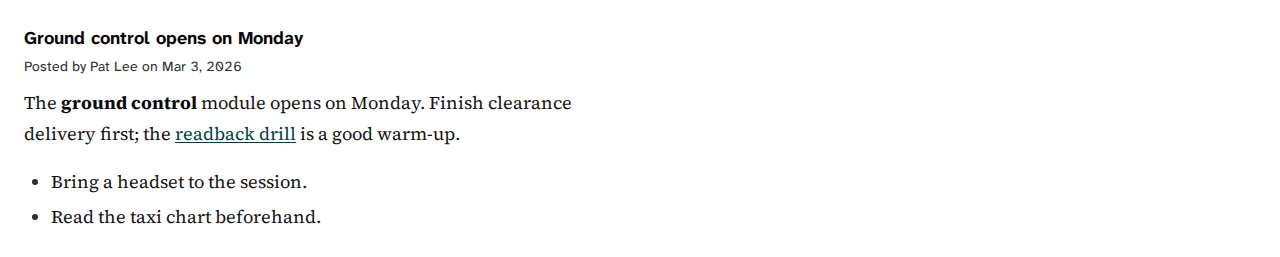 Ground control opens on Monday
Posted by Pat Lee on Mar 3, 2026
The ground control module opens on Monday. Finish clearance
delivery first; the readback drill is a good warm-up.
• Bring a headset to the session.
• Read the taxi chart beforehand.